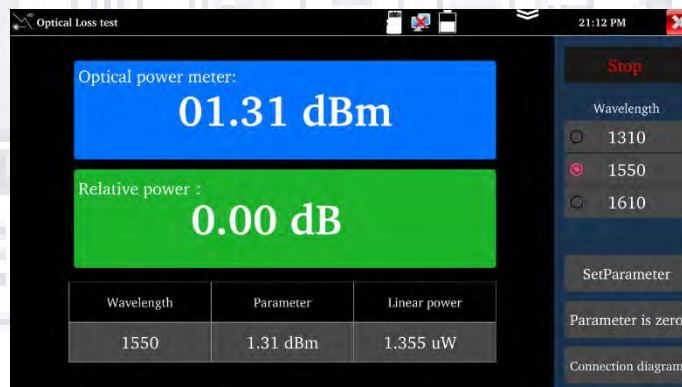 Optical Loss test
21:12 PM
Optical power meter:
01.31 dBm
Relative power :
0.00 dB
Wavelength Parameter Linear power
1550 1.31 dBm 1.355 uW
Stop
Wavelength
1310
1550
1610
SetParameter
Parameter is zero
Connection diagram